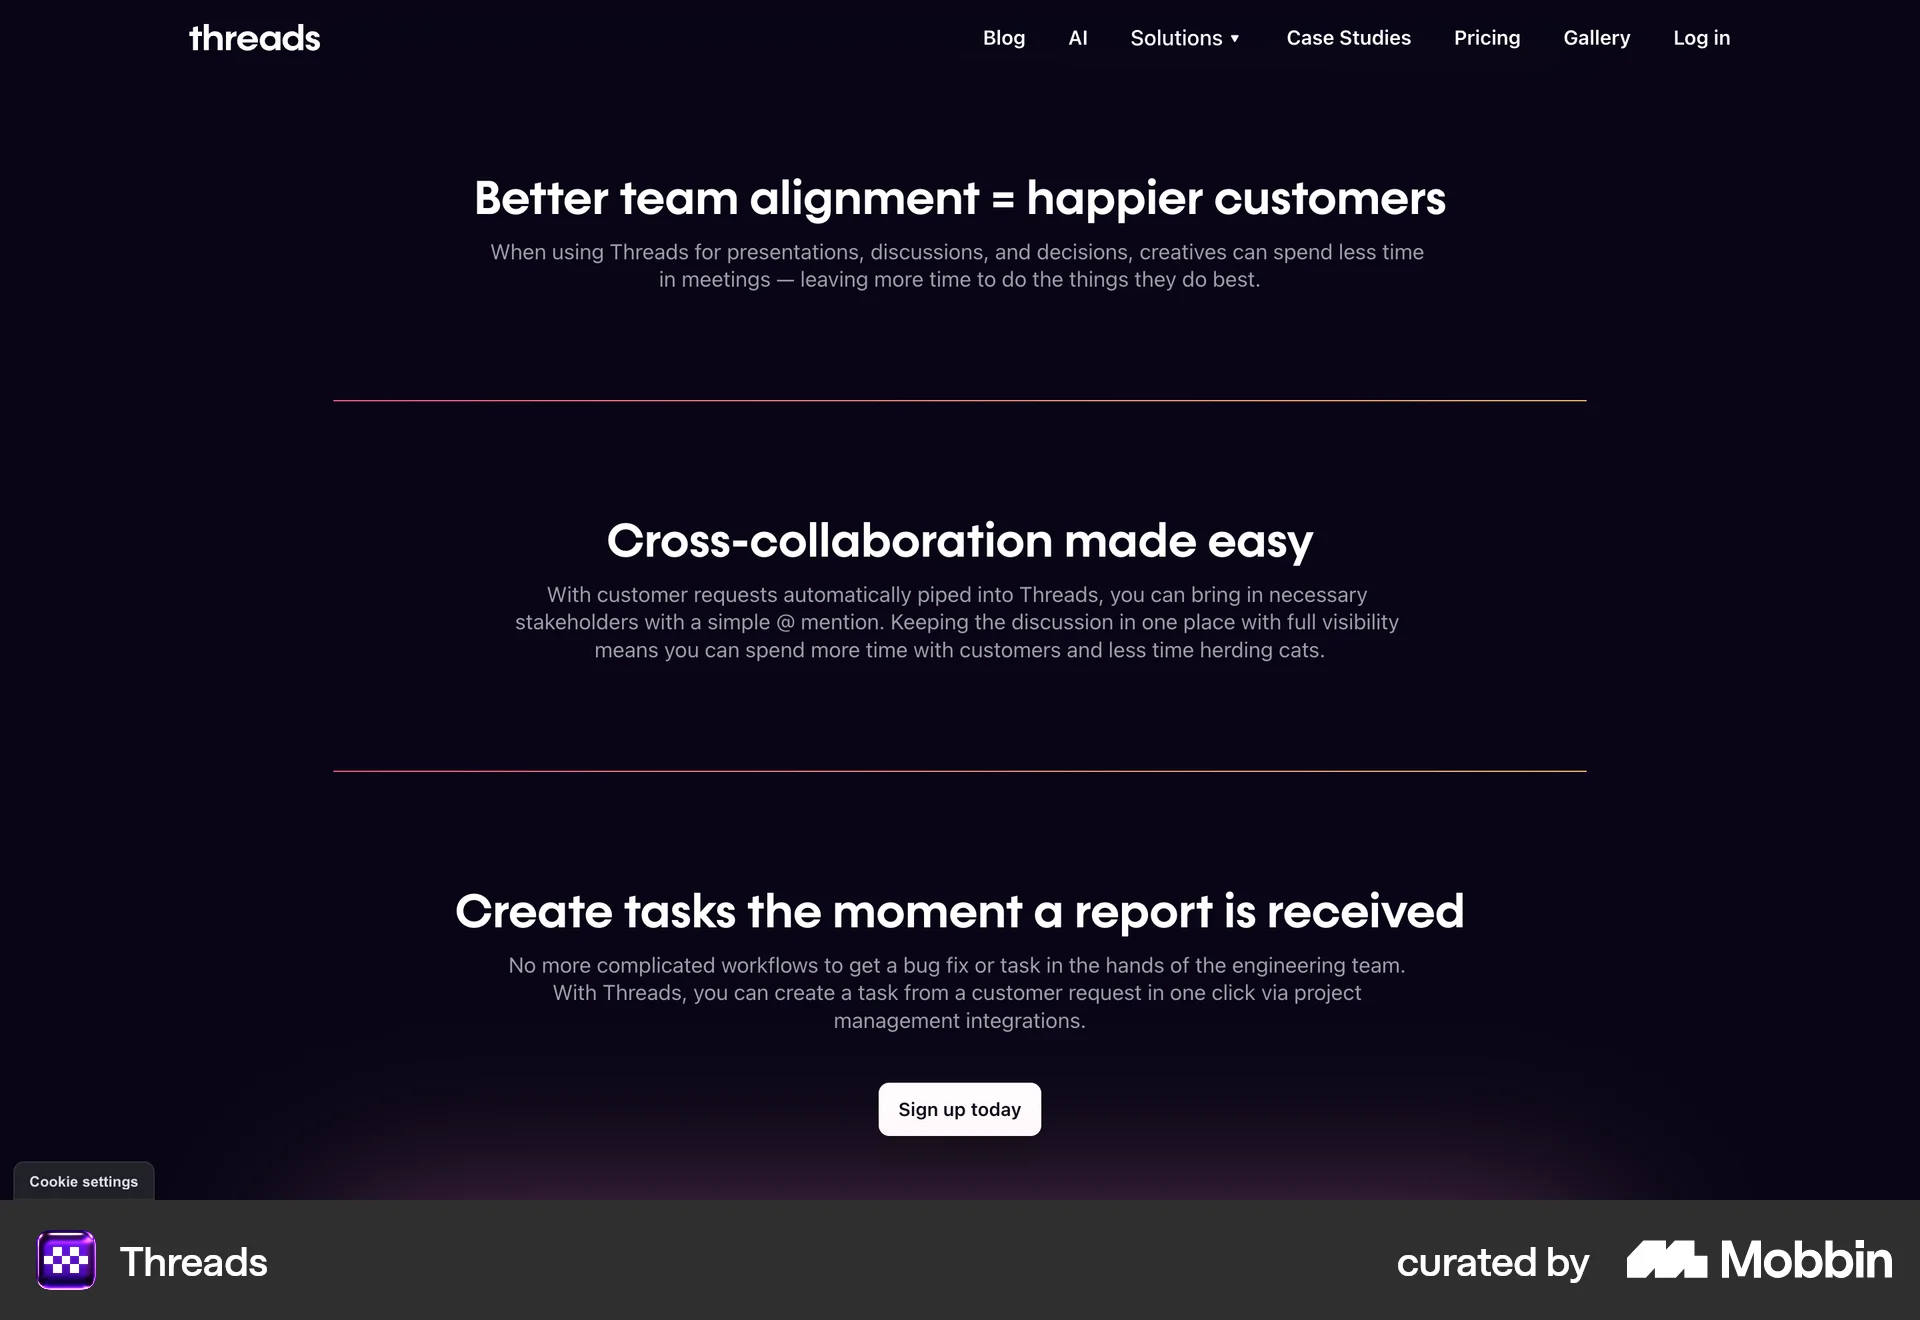 threads
Blog AI Solutions ▼ Case Studies Pricing Gallery Log in
Better team alignment = happier customers
When using Threads for presentations, discussions, and decisions, creatives can spend less time
in meetings — leaving more time to do the things they do best.
Cross-collaboration made easy
With customer requests automatically piped into Threads, you can bring in necessary
stakeholders with a simple @ mention. Keeping the discussion in one place with full visibility
means you can spend more time with customers and less time herding cats.
Create tasks the moment a report is received
No more complicated workflows to get a bug fix or task in the hands of the engineering team.
With Threads, you can create a task from a customer request in one click via project
management integrations.
Sign up today
Cookie settings
Threads
curated by Mobbin